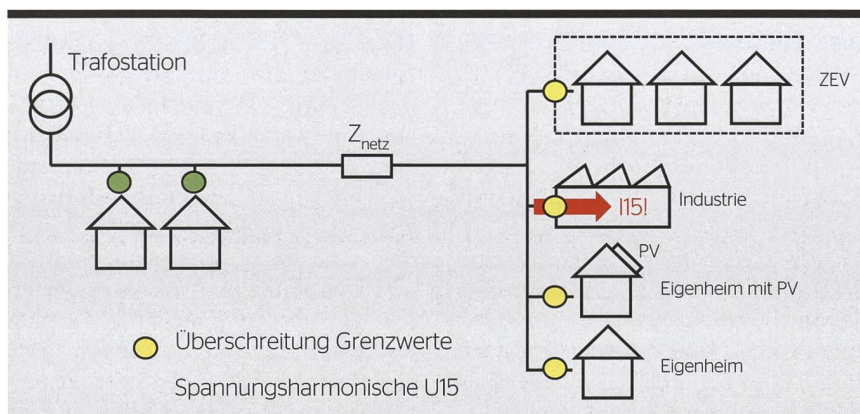 Trafostation
ZEV
Znetz
I15!
Industrie
PV
Eigenheim mit PV
Überschreitung Grenzwerte
Spannungsharmonische U15
Eigenheim